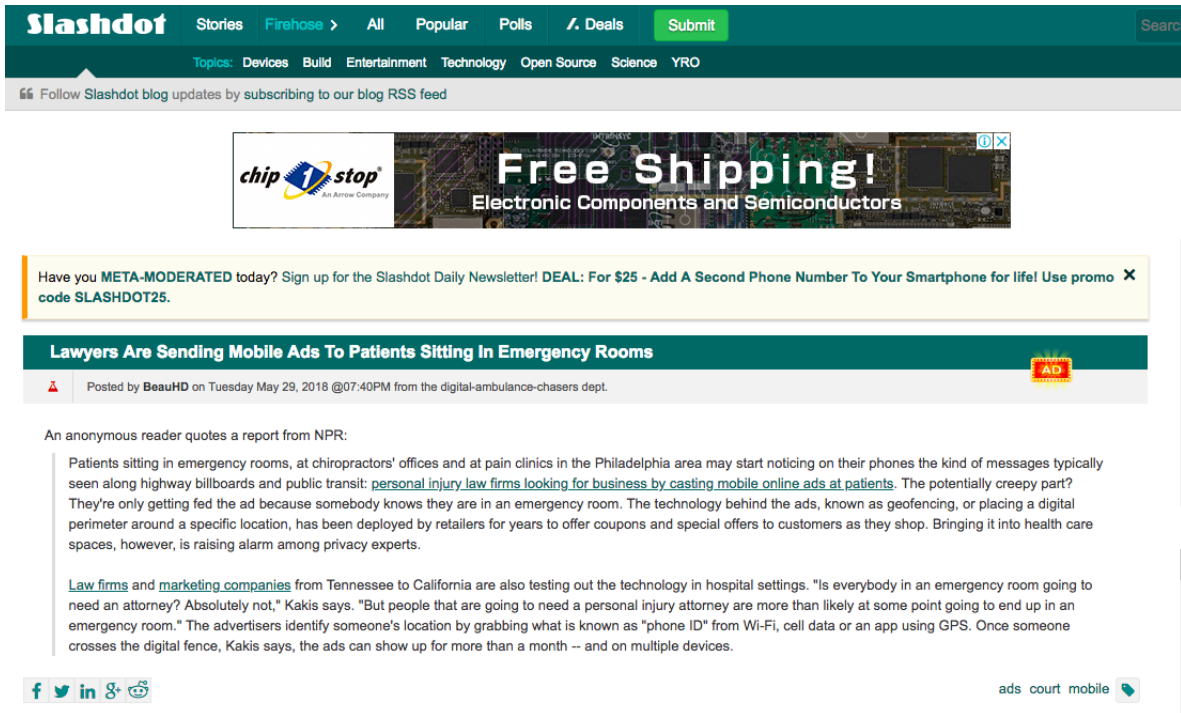 Slashdot Stories Firehose > All Popular Polls /. Deals Submit Searc
Topics: Devices Build Entertainment Technology Open Source Science YRO
Follow Slashdot blog updates by subscribing to our blog RSS feed
chip 1 stop
An Arrow Company
INTRINSYC
Free Shipping!
Electronic Components and Semiconductors
Have you META-MODERATED today? Sign up for the Slashdot Daily Newsletter! DEAL: For $25 - Add A Second Phone Number To Your Smartphone for life! Use promo
code SLASHDOT25.
Lawyers Are Sending Mobile Ads To Patients Sitting In Emergency Rooms
AD
Posted by BeauHD on Tuesday May 29, 2018 @07:40PM from the digital-ambulance-chasers dept.
An anonymous reader quotes a report from NPR:
Patients sitting in emergency rooms, at chiropractors' offices and at pain clinics in the Philadelphia area may start noticing on their phones the kind of messages typically
seen along highway billboards and public transit: personal injury law firms looking for business by casting mobile online ads at patients. The potentially creepy part?
They're only getting fed the ad because somebody knows they are in an emergency room. The technology behind the ads, known as geofencing, or placing a digital
perimeter around a specific location, has been deployed by retailers for years to offer coupons and special offers to customers as they shop. Bringing it into health care
spaces, however, is raising alarm among privacy experts.
Law firms and marketing companies from Tennessee to California are also testing out the technology in hospital settings. "Is everybody in an emergency room going to
need an attorney? Absolutely not," Kakis says. "But people that are going to need a personal injury attorney are more than likely at some point going to end up in an
emergency room." The advertisers identify someone's location by grabbing what is known as "phone ID" from Wi-Fi, cell data or an app using GPS. Once someone
crosses the digital fence, Kakis says, the ads can show up for more than a month -- and on multiple devices.
ads court mobile